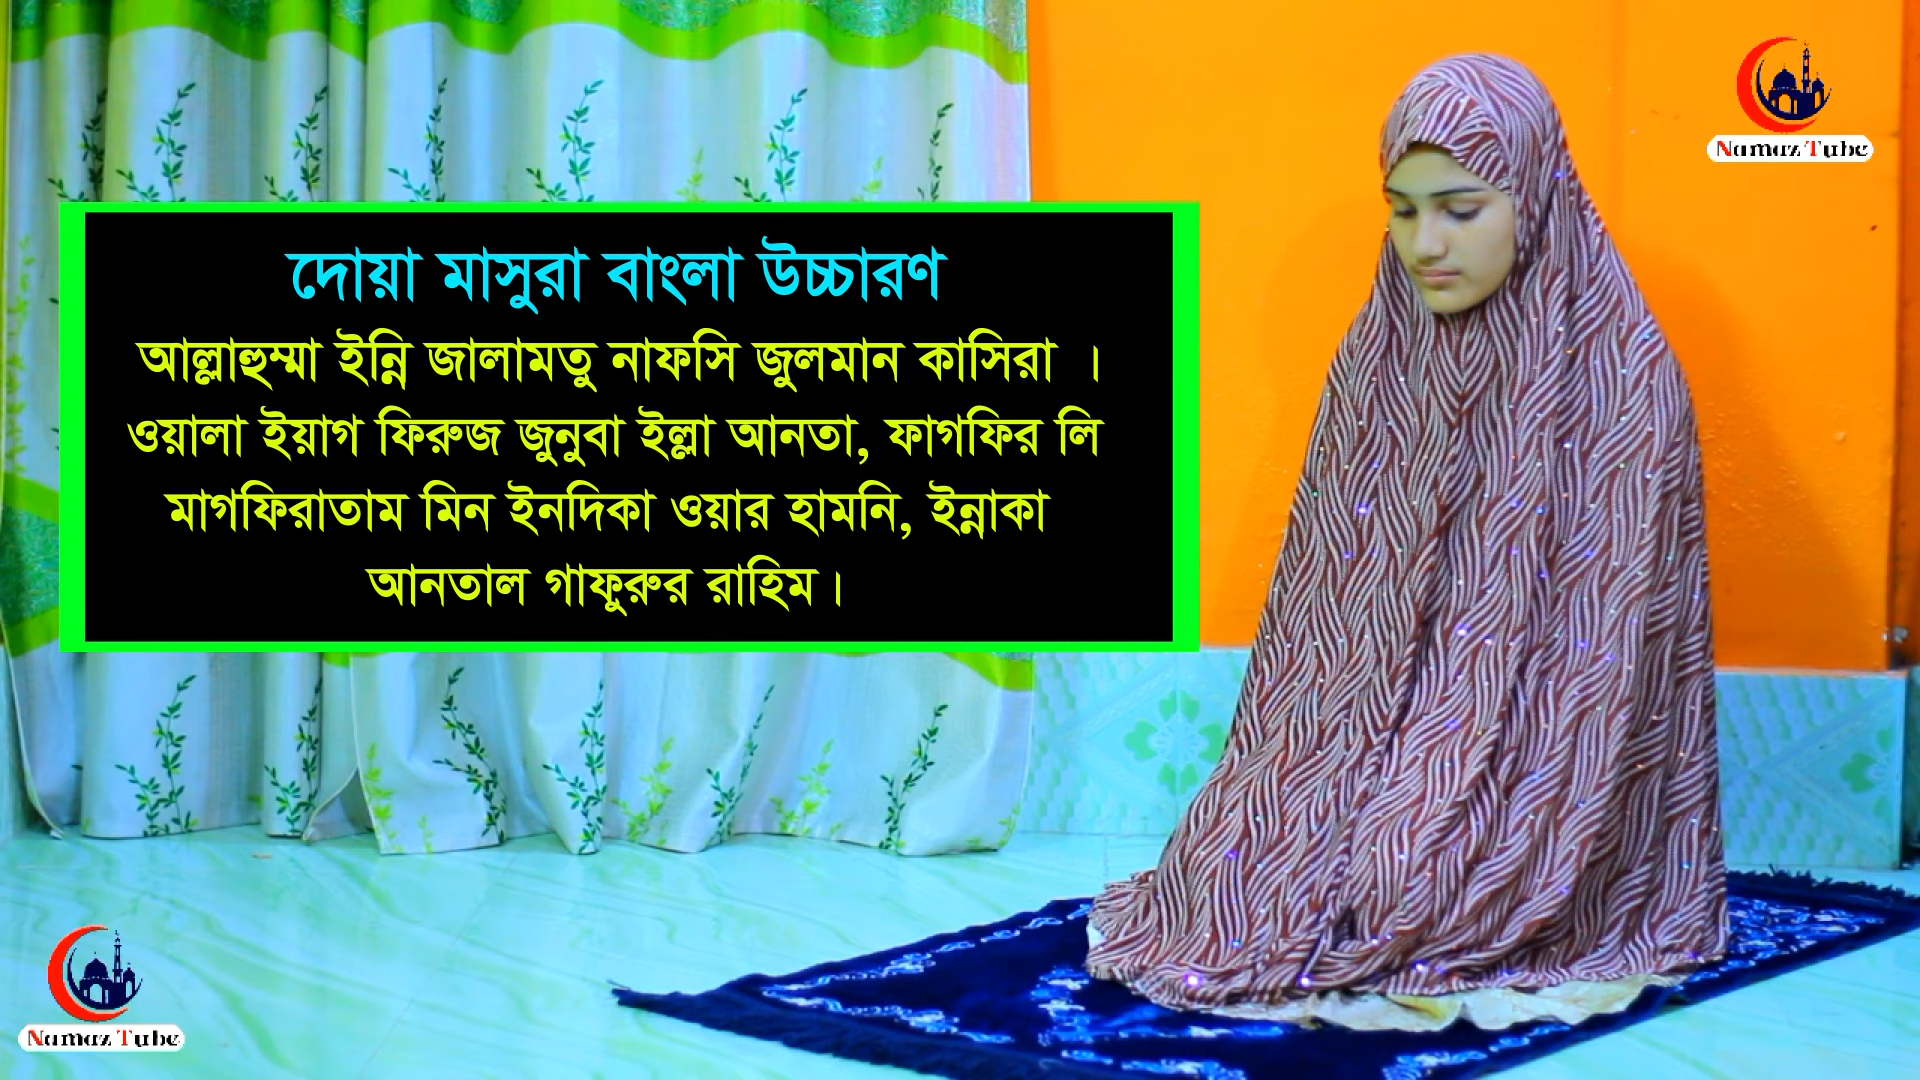 Namaz Tube
দোয়া মাসুরা বাংলা উচ্চারণ
আল্লাহুম্মা ইন্নি জালামতু নাফসি জুলমান কাসিরা ।
ওয়ালা ইয়াগ ফিরুজ জুনুবা ইল্লা আনতা, ফাগফির লি
মাগফিরাতাম মিন ইনদিকা ওয়ার হামনি, ইন্নাকা
আনতাল গাফুরুর রাহিম।
Namaz Tube